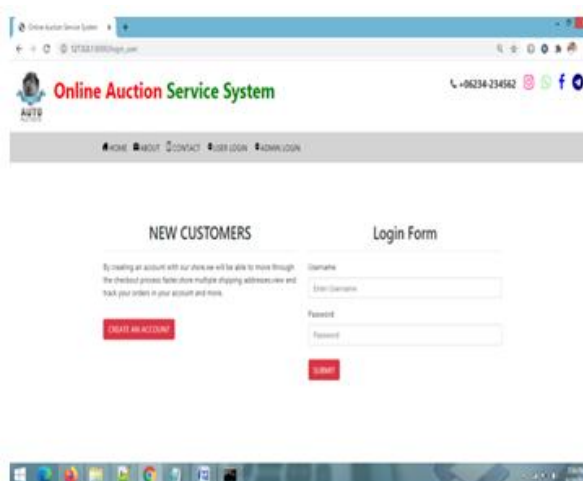 Online Auction Service System
Online Auction Service System
+06234-234562
AUTO
HOME ABOUT CONTACT USER LOGIN ADMIN LOGIN
NEW CUSTOMERS
By creating an account with our store,we will be able to move through
the checkout process faster,store multiple shipping addresses,view and
track your orders in your account and more.
CREATE AN ACCOUNT
Login Form
Username
Enter Username
Password
Password
SUBMIT